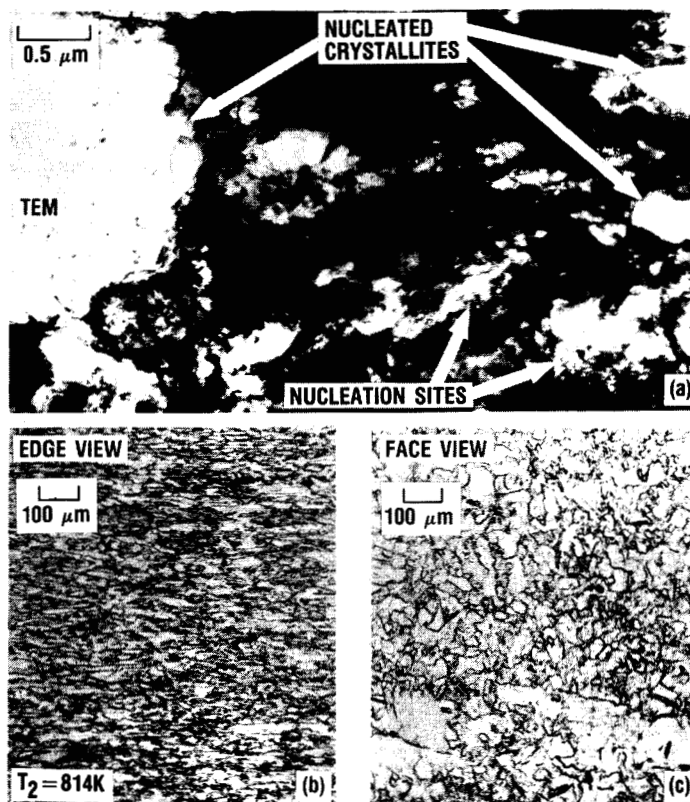 0.5 μm
NUCLEATED
CRYSTALLITES
TEM
NUCLEATION SITES
(a)
EDGE VIEW
100 μm
T₂ = 814K
(b)
FACE VIEW
100 μm
(c)